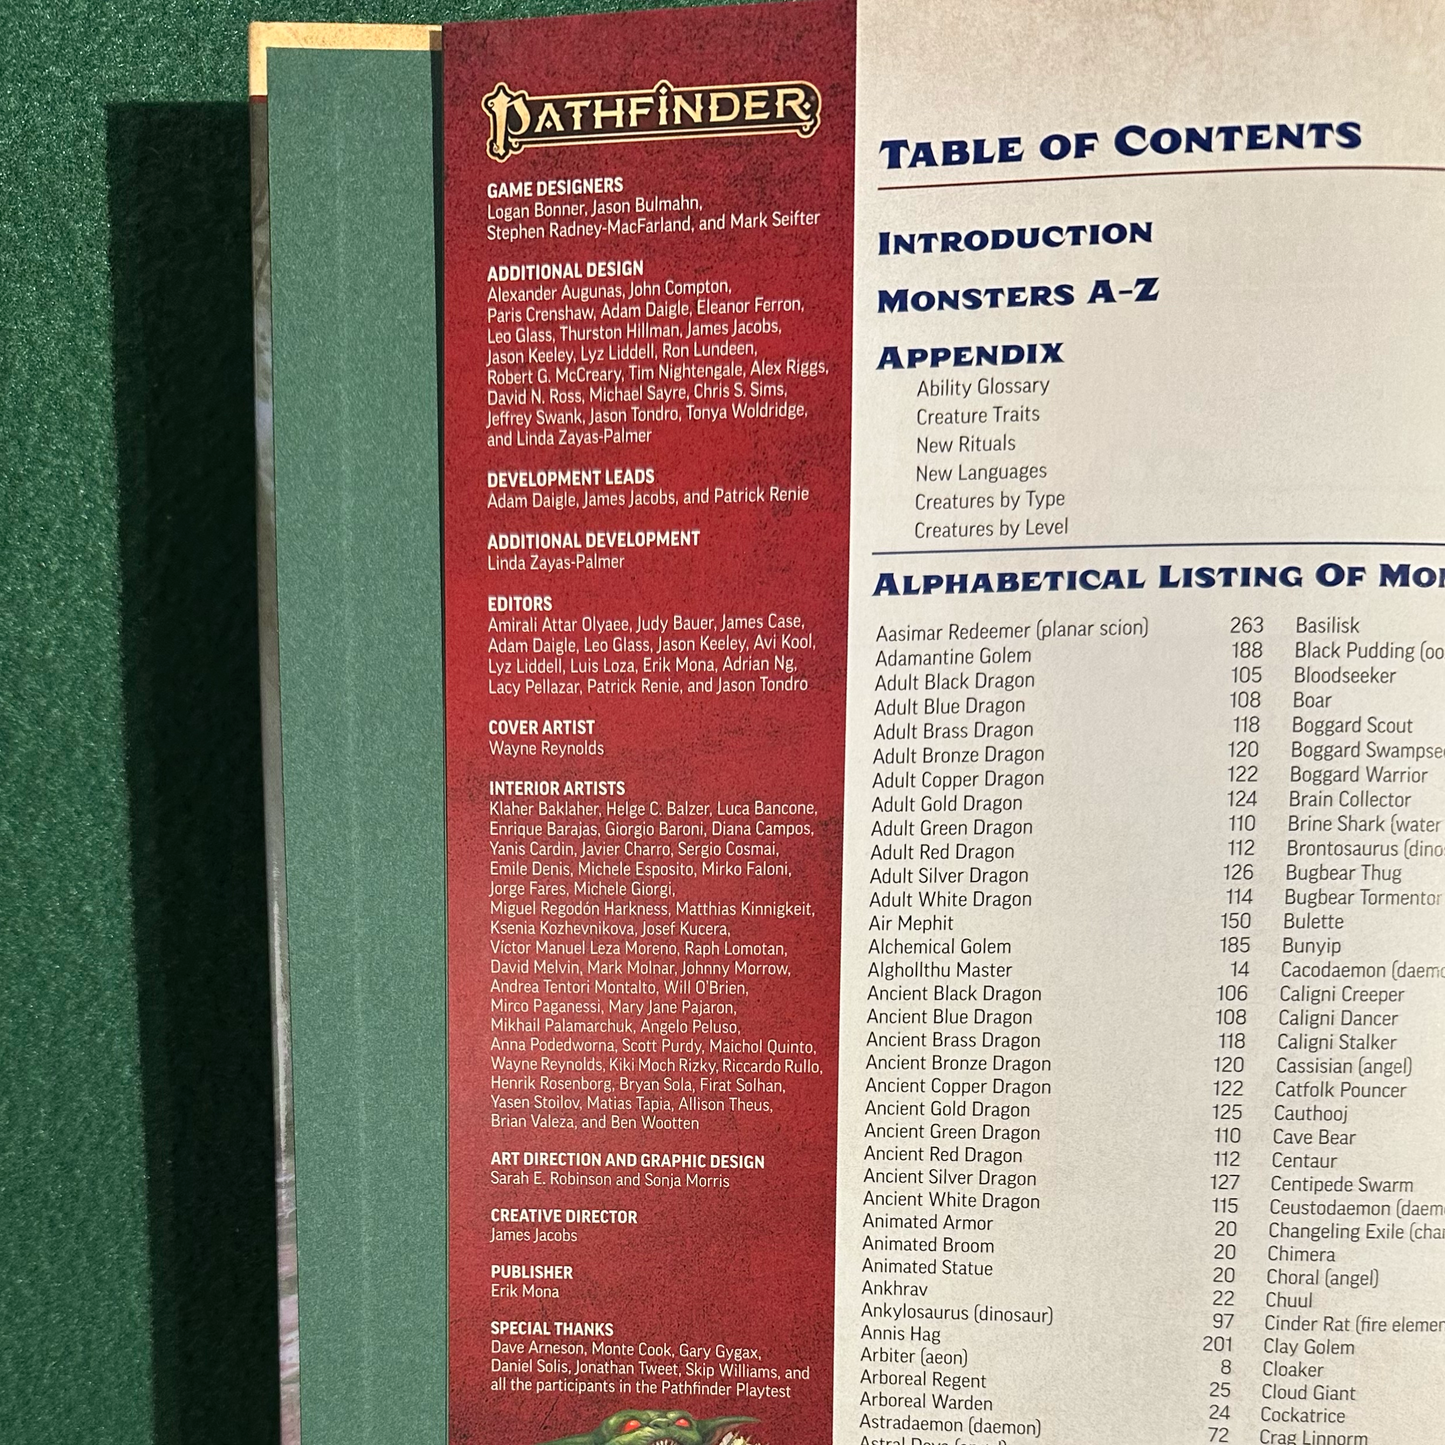 PATHFINDER
GAME DESIGNERS
Logan Bonner, Jason Bulmahn,
Stephen Radney-MacFarland, and Mark Seifter
ADDITIONAL DESIGN
Alexander Augunas, John Compton,
Paris Crenshaw, Adam Daigle, Eleanor Ferron,
Leo Glass, Thurston Hillman, James Jacobs,
Jason Keeley, Lyz Liddell, Ron Lundeen,
Robert G. McCreary, Tim Nightengale, Alex Riggs,
David N. Ross, Michael Sayre, Chris S. Sims,
Jeffrey Swank, Jason Tondro, Tonya Woldridge,
and Linda Zayas-Palmer
DEVELOPMENT LEADS
Adam Daigle, James Jacobs, and Patrick Renie
ADDITIONAL DEVELOPMENT
Linda Zayas-Palmer
EDITORS
Amirali Attar Olyaee, Judy Bauer, James Case,
Adam Daigle, Leo Glass, Jason Keeley, Avi Kool,
Lyz Liddell, Luis Loza, Erik Mona, Adrian Ng,
Lacy Pellazar, Patrick Renie, and Jason Tondro
COVER ARTIST
Wayne Reynolds
INTERIOR ARTISTS
Klaher Baklaher, Helge C. Balzer, Luca Bancone,
Enrique Barajas, Giorgio Baroni, Diana Campos,
Yanis Cardin, Javier Charro, Sergio Cosmai,
Emile Denis, Michele Esposito, Mirko Faloni,
Jorge Fares, Michele Giorgi,
Miguel Regodón Harkness, Matthias Kinnigkeit,
Ksenia Kozhevnikova, Josef Kucera,
Víctor Manuel Leza Moreno, Raph Lomotan,
David Melvin, Mark Molnar, Johnny Morrow,
Andrea Tentori Montalto, Will O'Brien,
Mirco Paganessi, Mary Jane Pajaron,
Mikhail Palamarchuk, Angelo Peluso,
Anna Podedworna, Scott Purdy, Maichol Quinto,
Wayne Reynolds, Kiki Moch Rizky, Riccardo Rullo,
Henrik Rosenborg, Bryan Sola, Firat Solhan,
Yasen Stoilov, Matias Tapia, Allison Theus,
Brian Valeza, and Ben Wootten
ART DIRECTION AND GRAPHIC DESIGN
Sarah E. Robinson and Sonja Morris
CREATIVE DIRECTOR
James Jacobs
PUBLISHER
Erik Mona
SPECIAL THANKS
Dave Arneson, Monte Cook, Gary Gygax,
Daniel Solis, Jonathan Tweet, Skip Williams, and
all the participants in the Pathfinder Playtest
TABLE OF CONTENTS
INTRODUCTION
MONSTERS A-Z
APPENDIX
Ability Glossary
Creature Traits
New Rituals
New Languages
Creatures by Type
Creatures by Level
ALPHABETICAL LISTING OF
Aasimar Redeemer (planar scion) 263
Adamantine Golem 188
Adult Black Dragon 105
Adult Blue Dragon 108
Adult Brass Dragon 118
Adult Bronze Dragon 120
Adult Copper Dragon 122
Adult Gold Dragon 124
Adult Green Dragon 110
Adult Red Dragon 112
Adult Silver Dragon 126
Adult White Dragon 114
Air Mephit 150
Alchemical Golem 185
Alghollthu Master 14
Ancient Black Dragon 106
Ancient Blue Dragon 108
Ancient Brass Dragon 118
Ancient Bronze Dragon 120
Ancient Copper Dragon 122
Ancient Gold Dragon 125
Ancient Green Dragon 110
Ancient Red Dragon 112
Ancient Silver Dragon 127
Ancient White Dragon 115
Animated Armor 20
Animated Broom 20
Animated Statue 20
Ankhrav 22
Ankylosaurus (dinosaur) 97
Annis Hag 201
Arbiter (aeon) 8
Arboreal Regent 25
Arboreal Warden 24
Astradaemon (daemon) 72
Basilisk
Black Pudding
Bloodseeker
Boar
Boggard Scout
Boggard
Boggard Warrior
Brain Collector
Brine Shark (water
Brontosaurus
Bugbear Thug
Bugbear Tormentor
Bulette
Bunyip
Cacodaemon
Caligni Creeper
Caligni Dancer
Caligni Stalker
Cassisian (angel)
Catfolk Pouncer
Cauthooj
Cave Bear
Centaur
Centipede Swarm
Ceustodaemon
Changeling Exile
Chimera
Choral (angel)
Chuul
Cinder Rat (fire
Clay Golem
Cloaker
Cloud Giant
Cockatrice
Crag Linnorm